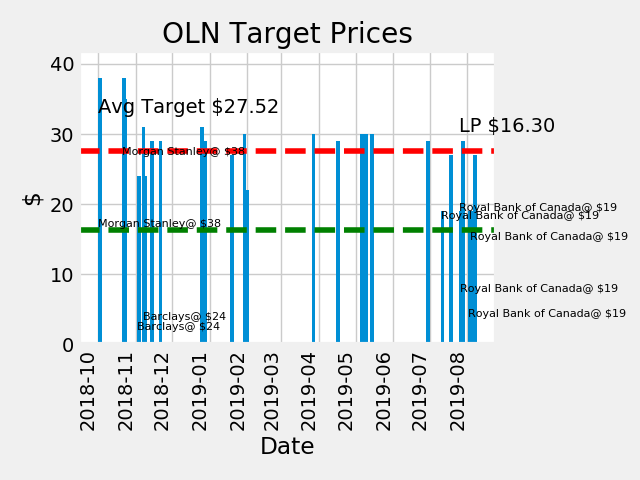 OLN Target Prices
40
Avg Target $27.52
LP $16.30
30
Morgan Stanley@ $38
$
20
Royal Bank of Canada@ $19
Royal Bank of Canada@ $19
Morgan Stanley@ $38
Royal Bank of Canada@ $19
10
Royal Bank of Canada@ $19
Barclays@ $24
Royal Bank of Canada@ $19
Barclays@ $24
0
2018-10
2018-11
2018-12
2019-01
2019-02
2019-03
2019-04
2019-05
2019-06
2019-07
2019-08
Date